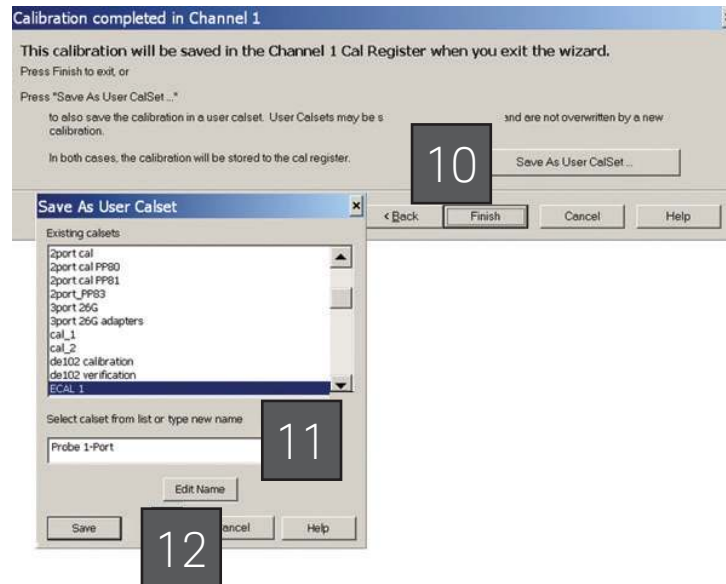 Calibration completed in Channel 1
This calibration will be saved in the Channel 1 Cal Register when you exit the wizard.
Press Finish to exit, or
Press "Save As User CalSet ..."
to also save the calibration in a user calset. User Calsets may be and are not overwritten by a new
calibration.
In both cases, the calibration will be stored to the cal register.
10
Save As User CalSet ...
< Back
Finish
Cancel
Help
Save As User Calset
Existing calsets
2port cal
2port cal PP80
2port cal PP81
2port_PP83
3port 26G
3port 26G adapters
cal_1
cal_2
de102 calibration
de102 verification
ECAL 1
Select calset from list or type new name
11
Probe 1-Port
Edit Name
Save
12
Help